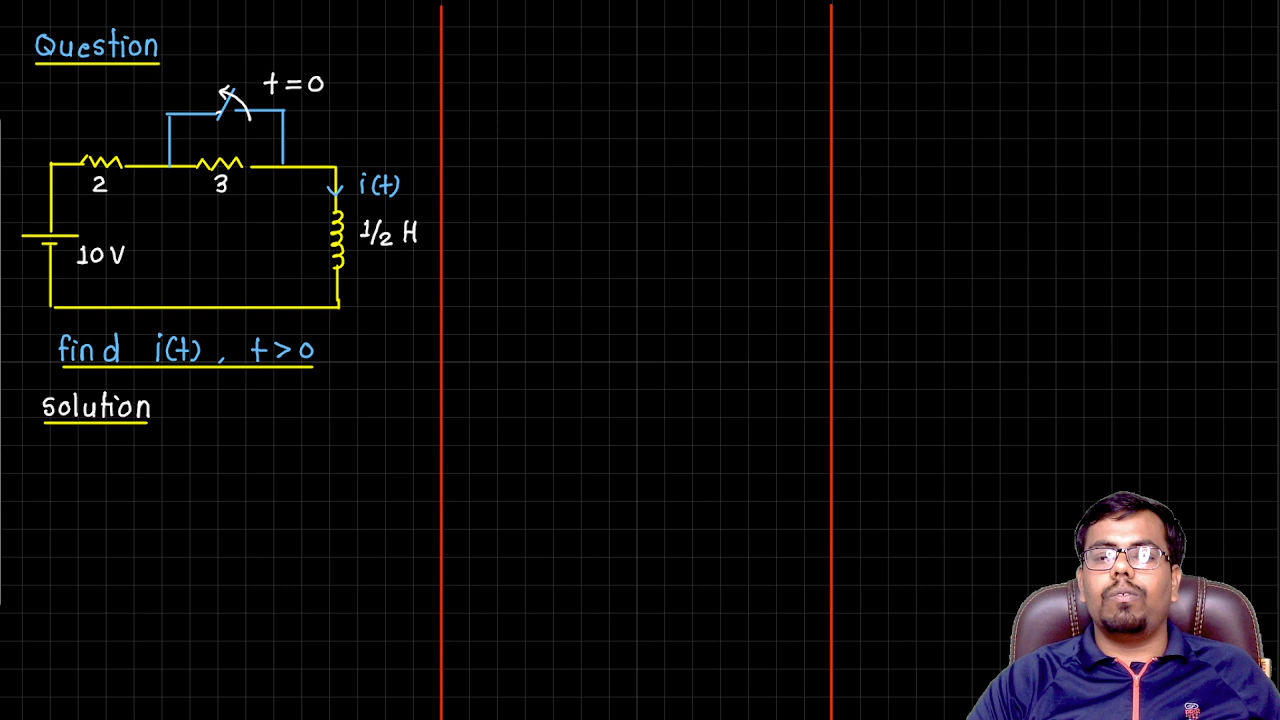 Question
t = 0
2
3
i(t)
1/2 H
10 V
find i(t) , t > 0
Solution